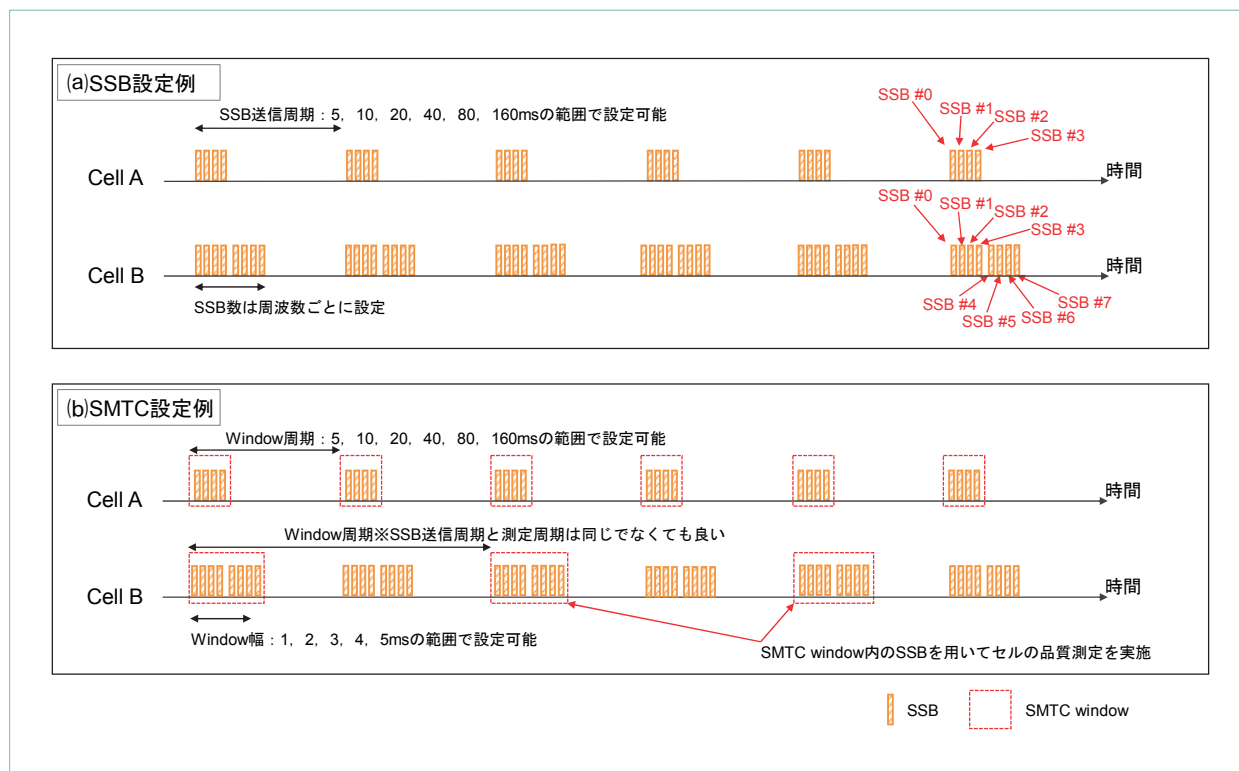 (a)SSB設定例
SSB送信周期：5，10，20，40，80，160msの範囲で設定可能
SSB #0
SSB #1
SSB #2
SSB #3
Cell A
時間
SSB #0
SSB #1
SSB #2
SSB #3
Cell B
時間
SSB数は周波数ごとに設定
SSB #4
SSB #5
SSB #6
SSB #7
(b)SMTC設定例
Window周期：5，10，20，40，80，160msの範囲で設定可能
Cell A
時間
Window周期※SSB送信周期と測定周期は同じでなくても良い
Cell B
時間
Window幅：1，2，3，4，5msの範囲で設定可能
SMTC window内のSSBを用いてセルの品質測定を実施
SSB
SMTC window